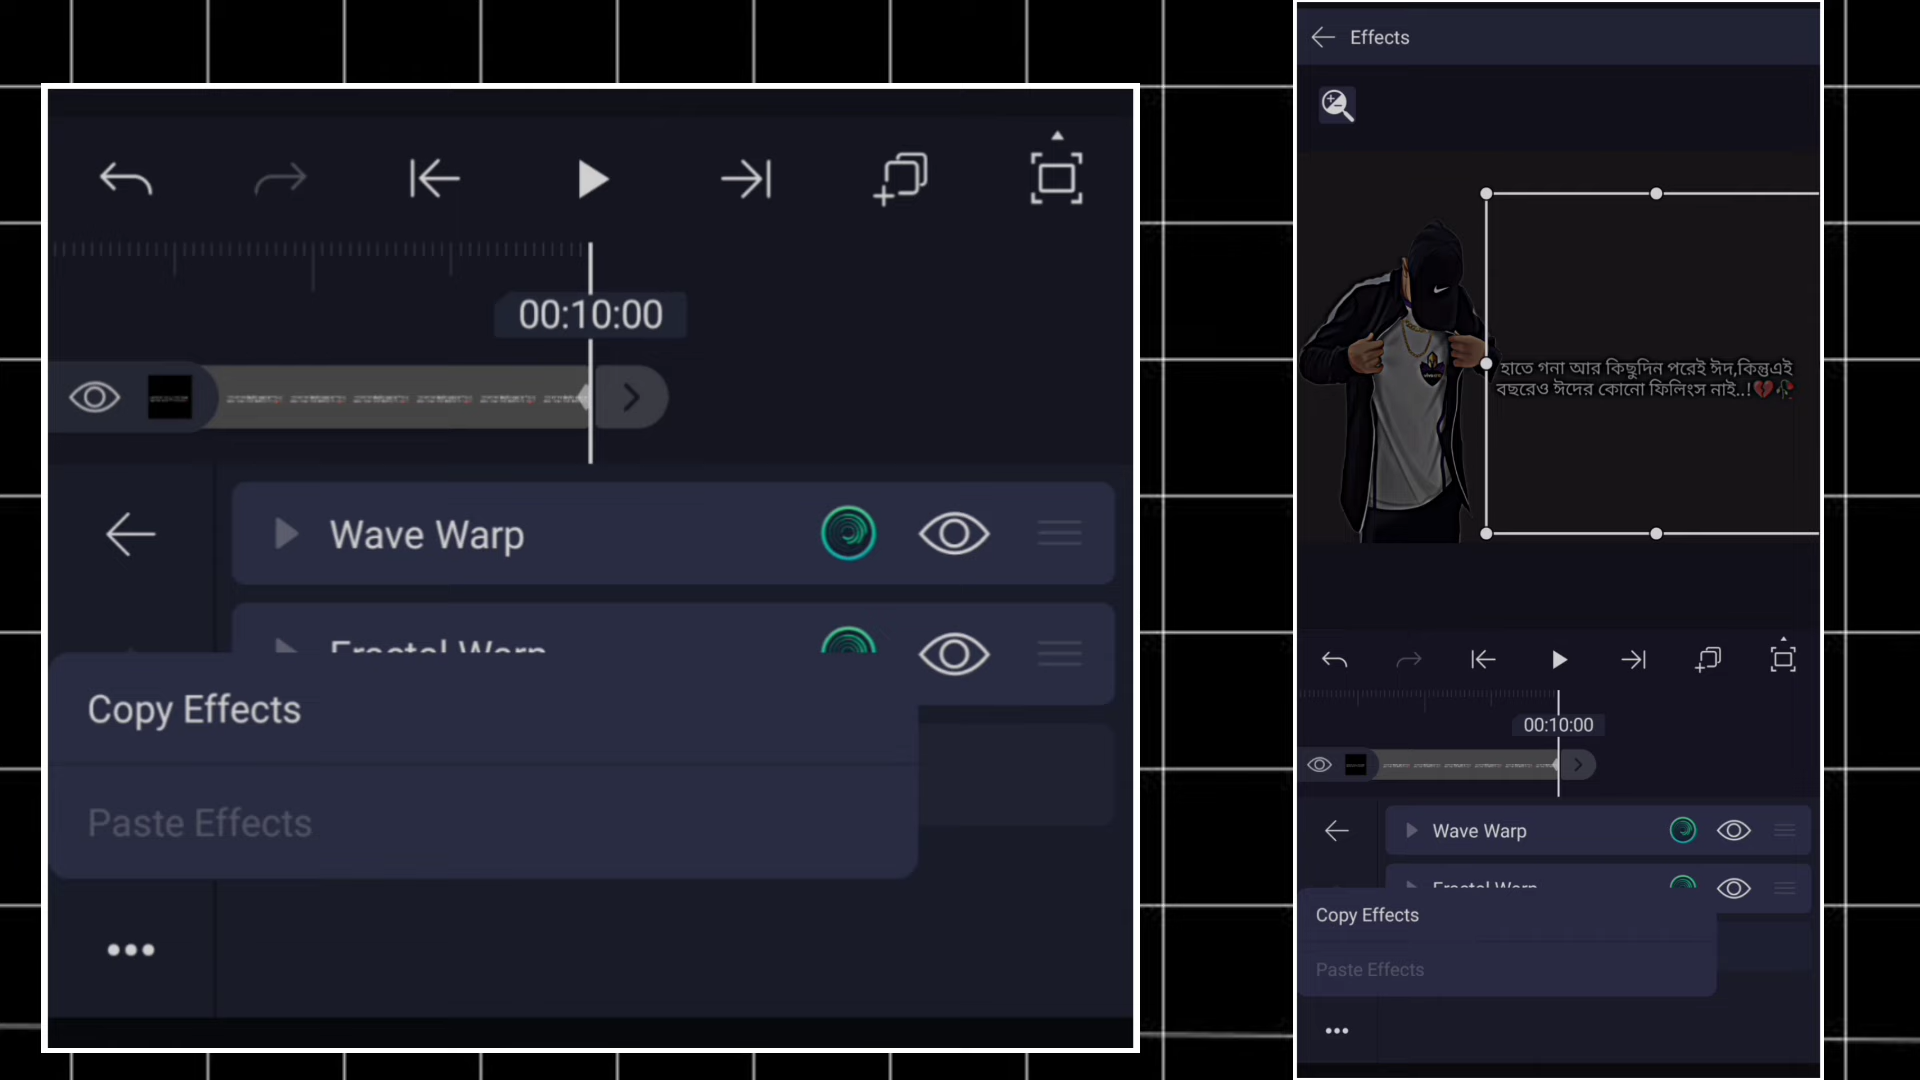 00:10:00
Wave Warp
Fractal Warp
Copy Effects
Paste Effects
Effects
হাতে গনা আর কিছুদিন পরেই ঈদ,কিন্তুএই
বছরেও ঈদের কোনো ফিলিংস নাই..!💔🥀
00:10:00
Wave Warp
Fractal Warp
Copy Effects
Paste Effects